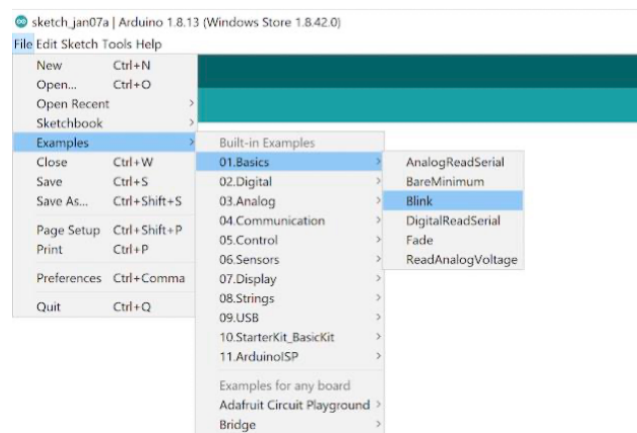 sketch_jan07a | Arduino 1.8.13 (Windows Store 1.8.42.0)
File Edit Sketch Tools Help
New Ctrl+N
Open... Ctrl+O
Open Recent >
Sketchbook >
Examples >
Close Ctrl+W
Save Ctrl+S
Save As... Ctrl+Shift+S
Page Setup Ctrl+Shift+P
Print Ctrl+P
Preferences Ctrl+Comma
Quit Ctrl+Q
Built-in Examples
01.Basics >
02.Digital >
03.Analog >
04.Communication >
05.Control >
06.Sensors >
07.Display >
08.Strings >
09.USB >
10.StarterKit_BasicKit >
11.ArduinoISP >
Examples for any board
Adafruit Circuit Playground >
Bridge >
AnalogReadSerial
BareMinimum
Blink
DigitalReadSerial
Fade
ReadAnalogVoltage